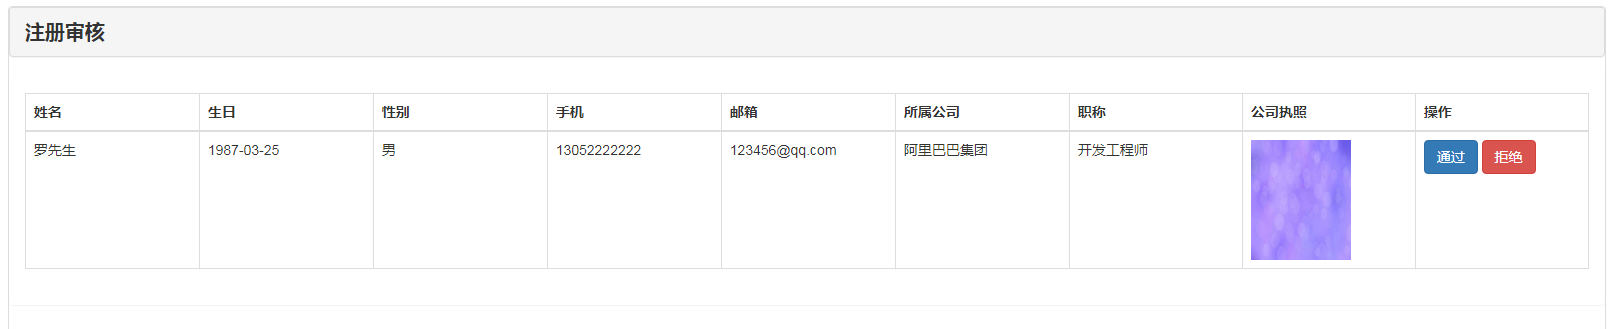 注册审核
姓名 生日 性别 手机 邮箱 所属公司 职称 公司执照 操作
罗先生 1987-03-25 男 13052222222 123456@qq.com 阿里巴巴集团 开发工程师 通过 拒绝